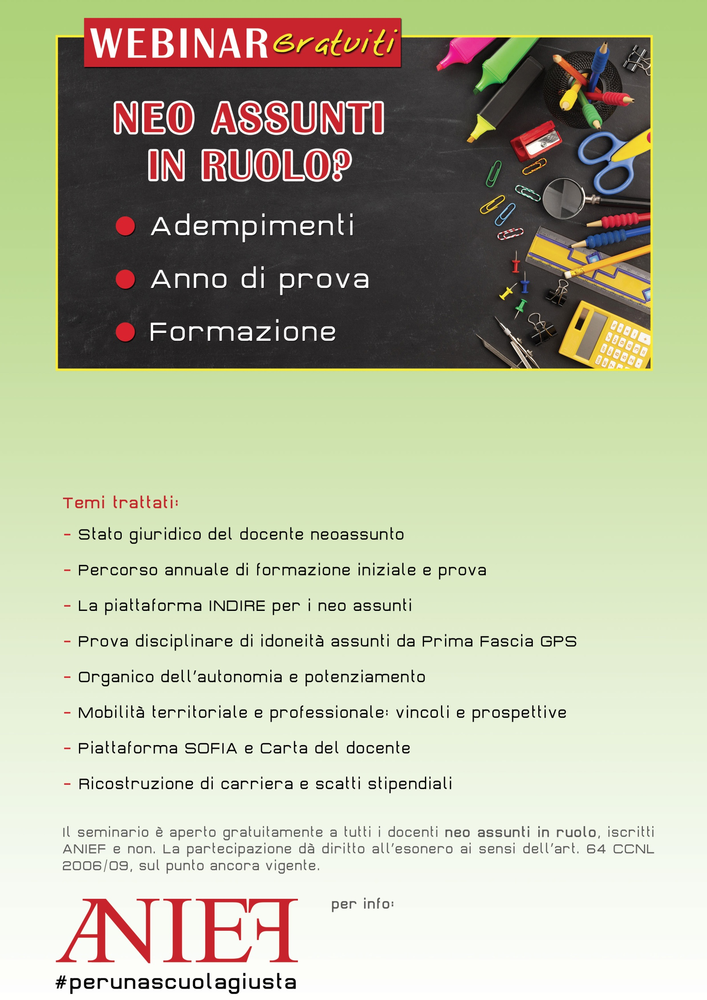 WEBINAR Gratuiti
NEO ASSUNTI
IN RUOLO?
Adempimenti
Anno di prova
Formazione
Temi trattati:
- Stato giuridico del docente neoassunto
- Percorso annuale di formazione iniziale e prova
- La piattaforma INDIRE per i neo assunti
- Prova disciplinare di idoneità assunti da Prima Fascia GPS
- Organico dell'autonomia e potenziamento
- Mobilità territoriale e professionale: vincoli e prospettive
- Piattaforma SOFIA e Carta del docente
- Ricostruzione di carriera e scatti stipendiali
Il seminario è aperto gratuitamente a tutti i docenti neo assunti in ruolo, iscritti
ANIEF e non. La partecipazione dà diritto all'esonero ai sensi dell'art. 64 CCNL
2006/09, sul punto ancora vigente.
ANIEF
per info:
#perunascuolagiusta